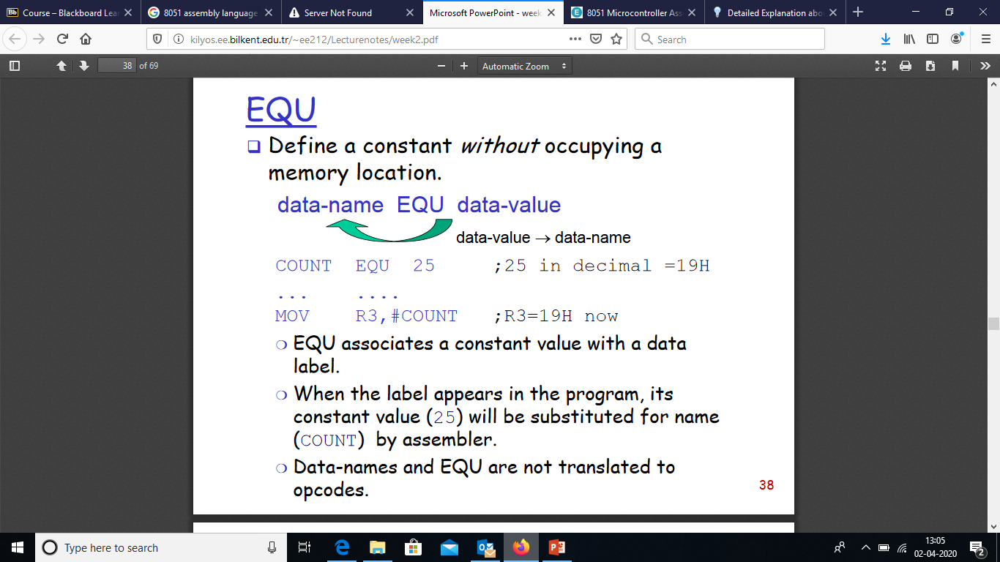 Course – Blackboard Lea
8051 assembly language
Server Not Found
Microsoft PowerPoint - week
8051 Microcontroller Ass
Detailed Explanation abo
kilyos.ee.bilkent.edu.tr/~ee212/Lecturenotes/week2.pdf
Search
38 of 69
Automatic Zoom
EQU
Define a constant without occupying a
memory location.
data-name EQU data-value
data-value → data-name
COUNT EQU 25 ;25 in decimal =19H
... ....
MOV R3,#COUNT ;R3=19H now
EQU associates a constant value with a data
label.
When the label appears in the program, its
constant value (25) will be substituted for name
(COUNT) by assembler.
Data-names and EQU are not translated to
opcodes.
38
Type here to search
13:05
02-04-2020
2